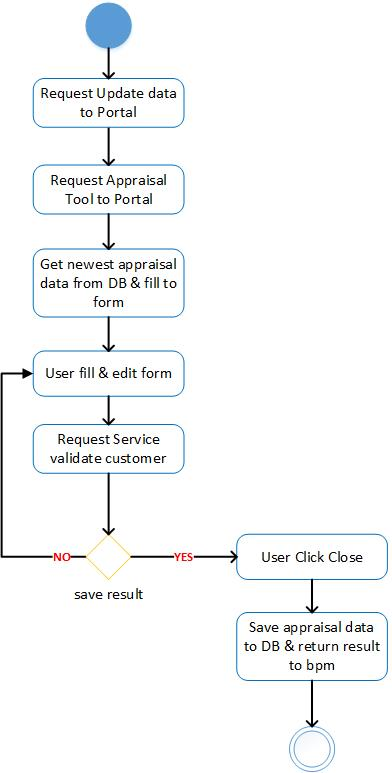 Request Update data
to Portal
Request Appraisal
Tool to Portal
Get newest appraisal
data from DB & fill to
form
User fill & edit form
Request Service
validate customer
NO
YES
User Click Close
save result
Save appraisal data
to DB & return result
to bpm